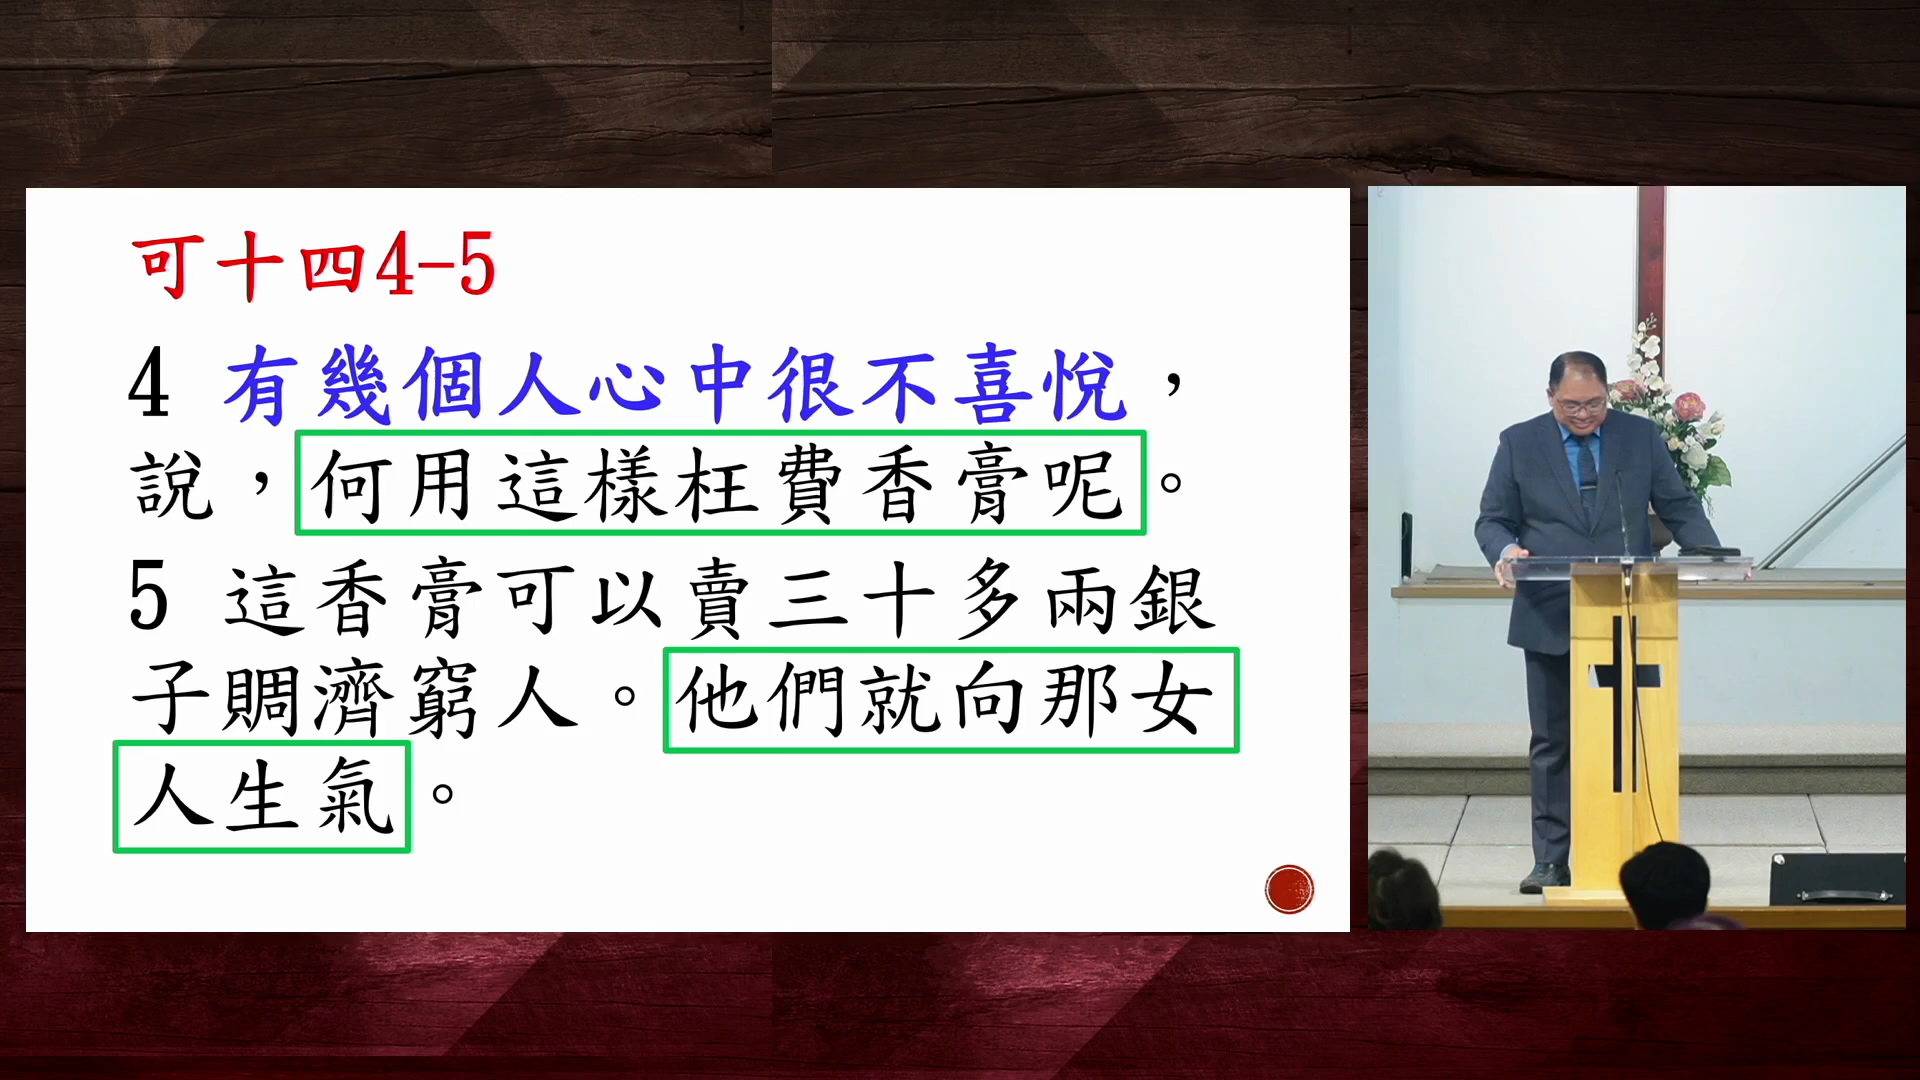 可十四4-5
4 有幾個人心中很不喜悅，
說，何用這樣枉費香膏呢。
5 這香膏可以賣三十多兩銀
子賙濟窮人。他們就向那女
人生氣。